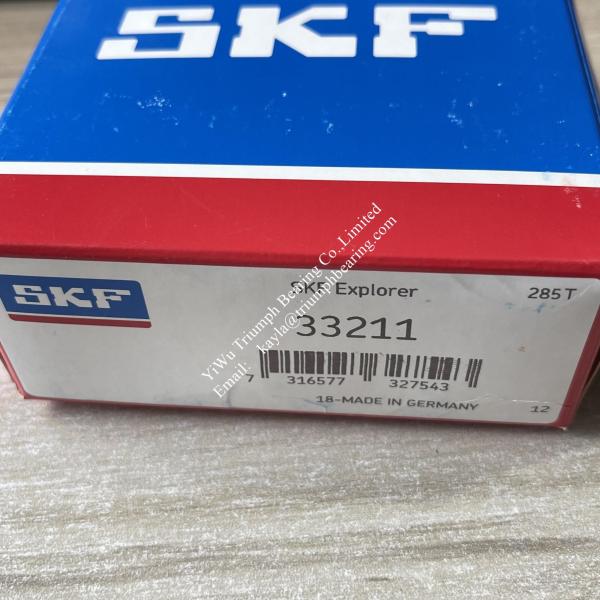 SKF
SKF
SKF Explorer
285T
33211
7 316577 327543
18-MADE IN GERMANY
12
YiWu Triumph Bearing Co.,Limited
Email: kayla@triumphbearing.com